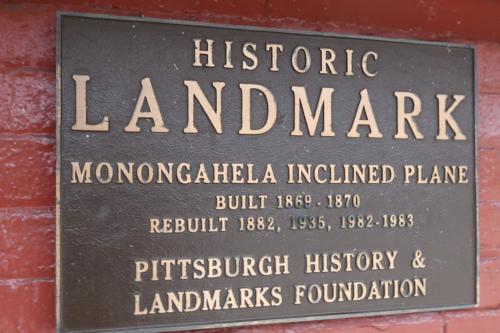 HISTORIC
LANDMARK
MONONGAHELA INCLINED PLANE
BUILT 1869 - 1870
REBUILT 1882, 1935, 1982-1983
PITTSBURGH HISTORY &
LANDMARKS FOUNDATION